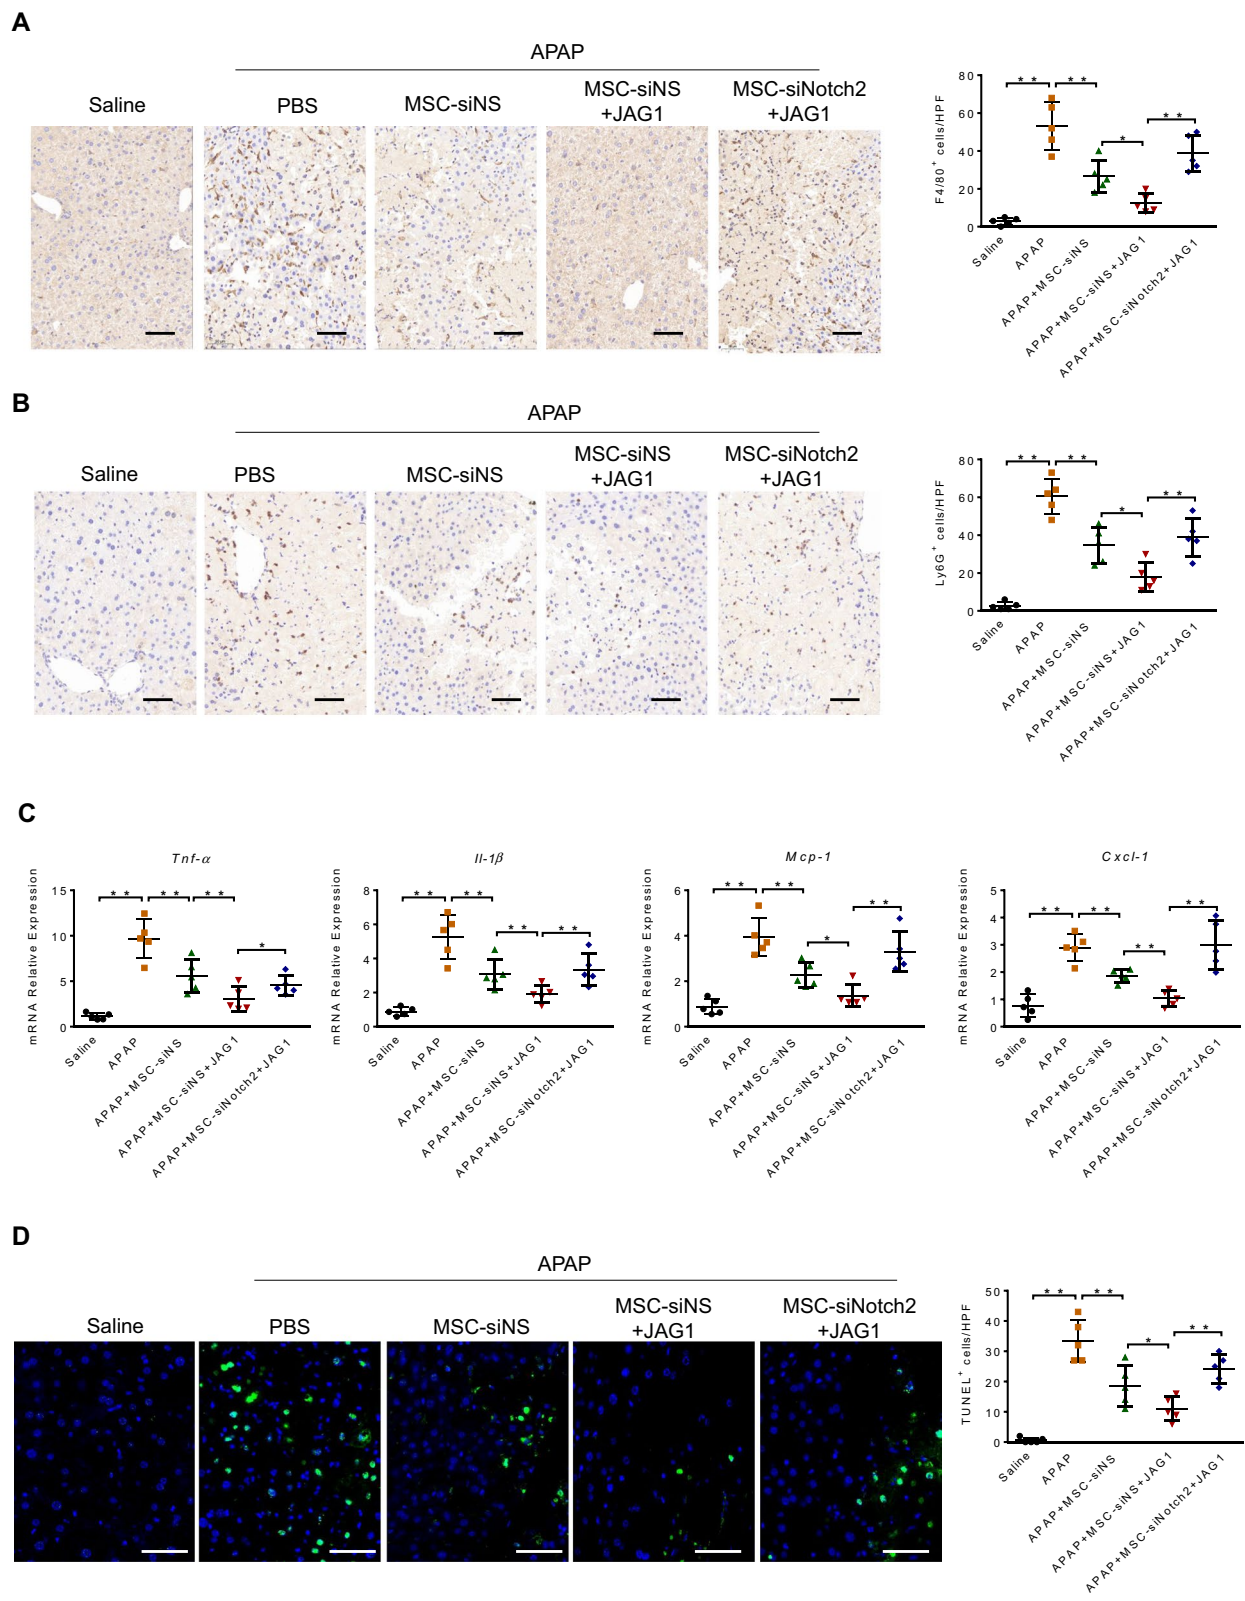 A
APAP
Saline
PBS
MSC-siNS
MSC-siNS
+JAG1
MSC-siNotch2
+JAG1
F4/80+ cells/HPF
80
60
40
20
0
* *
* *
*
* *
Saline
APAP
APAP+MSC-siNS
APAP+MSC-siNS+JAG1
APAP+MSC-siNotch2+JAG1
B
APAP
Saline
PBS
MSC-siNS
MSC-siNS
+JAG1
MSC-siNotch2
+JAG1
Ly6G+ cells/HPF
80
60
40
20
0
* *
* *
*
* *
Saline
APAP
APAP+MSC-siNS
APAP+MSC-siNS+JAG1
APAP+MSC-siNotch2+JAG1
C
Tnf-α
mRNA Relative Expression
15
10
5
0
* *
* *
* *
*
Saline
APAP
APAP+MSC-siNS
APAP+MSC-siNS+JAG1
APAP+MSC-siNotch2+JAG1
Il-1β
mRNA Relative Expression
8
6
4
2
0
* *
* *
* *
* *
Saline
APAP
APAP+MSC-siNS
APAP+MSC-siNS+JAG1
APAP+MSC-siNotch2+JAG1
Mcp-1
mRNA Relative Expression
6
4
2
0
* *
* *
*
* *
Saline
APAP
APAP+MSC-siNS
APAP+MSC-siNS+JAG1
APAP+MSC-siNotch2+JAG1
Cxcl-1
mRNA Relative Expression
5
4
3
2
1
0
* *
* *
* *
* *
Saline
APAP
APAP+MSC-siNS
APAP+MSC-siNS+JAG1
APAP+MSC-siNotch2+JAG1
D
APAP
Saline
PBS
MSC-siNS
MSC-siNS
+JAG1
MSC-siNotch2
+JAG1
TUNEL+ cells/HPF
50
40
30
20
10
0
* *
* *
*
* *
Saline
APAP
APAP+MSC-siNS
APAP+MSC-siNS+JAG1
APAP+MSC-siNotch2+JAG1